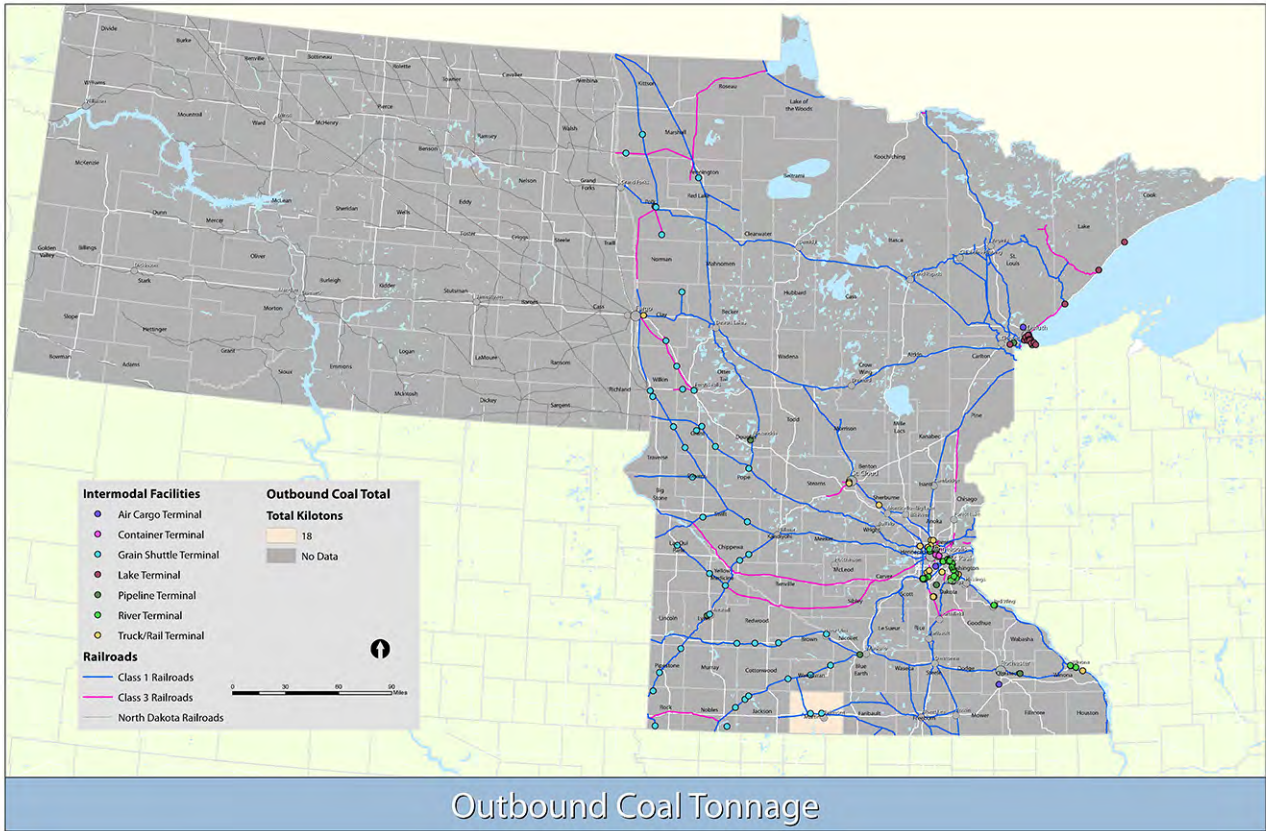 Divide
Burke
Renville
Bottineau
Rolette
Towner
Cavalier
Pembina
Kittson
Roseau
Lake of
the Woods
Williams
Mountrail
Ward
McHenry
Pierce
Ramsey
Walsh
Marshall
Koochiching
Cook
McKenzie
Benson
Nelson
Grand
Forks
Pennington
Red Lake
Beltrami
Lake
Dunn
Mercer
McLean
Sheridan
Wells
Eddy
Foster
Griggs
Steele
Traill
Polk
Norman
Mahnomen
Clearwater
Itasca
St.
Louis
Golden
Valley
Billings
Stark
Oliver
Burleigh
Kidder
Stutsman
Barnes
Cass
Clay
Becker
Hubbard
Cass
Duluth
Slope
Hettinger
Morton
Grant
Logan
LaMoure
Ransom
Wilkin
Otter
Tail
Wadena
Crow
Wing
Aitkin
Carlton
Bowman
Adams
Sioux
Emmons
McIntosh
Dickey
Sargent
Richland
Todd
Morrison
Mille
Lacs
Kanabec
Pine
Traverse
Grant
Douglas
Big
Stone
Stevens
Pope
Stearns
Benton
St. Cloud
Sherburne
Isanti
Chisago
Anoka
Swift
Kandiyohi
Meeker
Wright
Hennepin
Washington
Lac Qui
Parle
Chippewa
Yellow
Medicine
Renville
McLeod
Carver
Sibley
Scott
Dakota
Hastings
Lincoln
Lyon
Redwood
Brown
Nicollet
Le Sueur
Rice
Goodhue
Red Wing
Wabasha
Pipestone
Murray
Cottonwood
Watonwan
Blue
Earth
Waseca
Steele
Dodge
Rochester
Olmsted
Winona
Rock
Nobles
Jackson
Faribault
Freeborn
Mower
Fillmore
Houston
Intermodal Facilities
Air Cargo Terminal
Container Terminal
Grain Shuttle Terminal
Lake Terminal
Pipeline Terminal
River Terminal
Truck/Rail Terminal
Railroads
Class 1 Railroads
Class 3 Railroads
North Dakota Railroads
Outbound Coal Total
Total Kilotons
18
No Data
0 30 60 90
Miles
Outbound Coal Tonnage